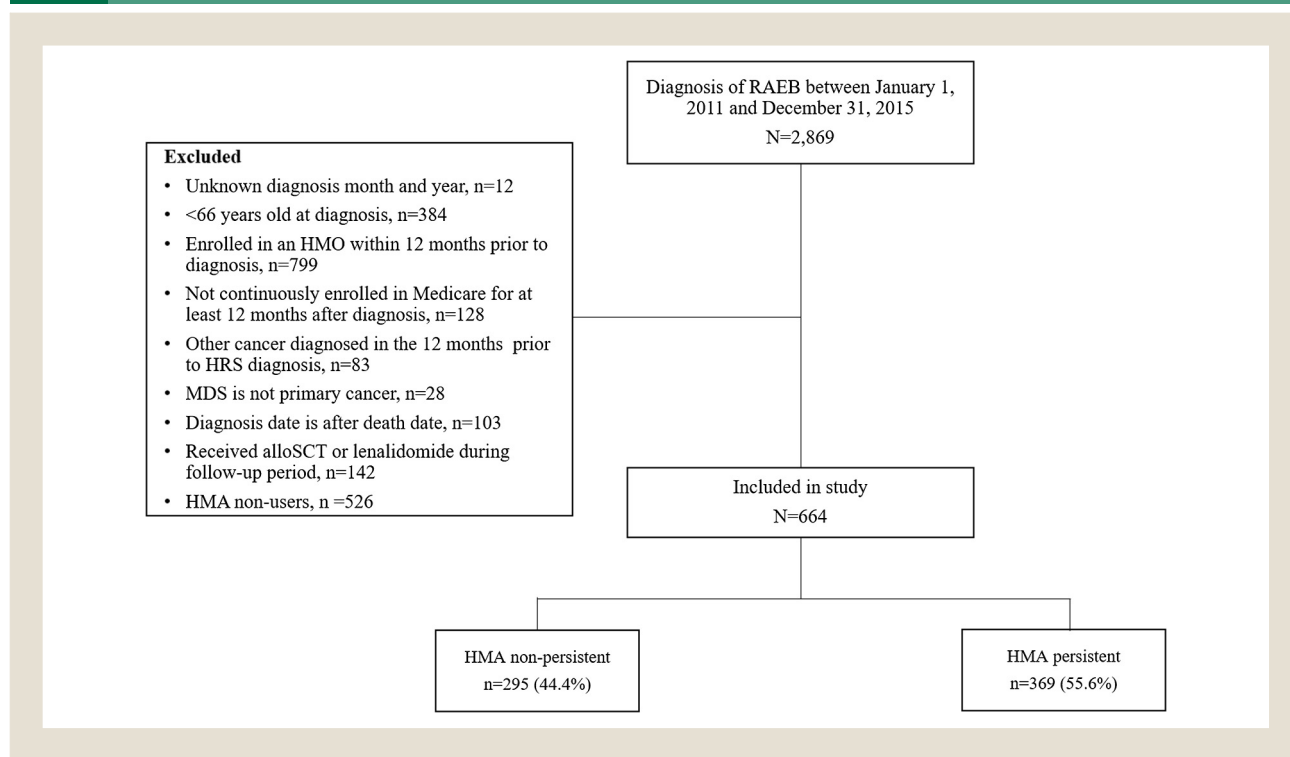 Diagnosis of RAEB between January 1,
2011 and December 31, 2015
N=2,869
Excluded
• Unknown diagnosis month and year, n=12
• <66 years old at diagnosis, n=384
• Enrolled in an HMO within 12 months prior to
diagnosis, n=799
• Not continuously enrolled in Medicare for at
least 12 months after diagnosis, n=128
• Other cancer diagnosed in the 12 months  prior
to HRS diagnosis, n=83
• MDS is not primary cancer, n=28
• Diagnosis date is after death date, n=103
• Received alloSCT or lenalidomide during
follow-up period, n=142
• HMA non-users, n =526
Included in study
N=664
HMA non-persistent
n=295 (44.4%)
HMA persistent
n=369 (55.6%)